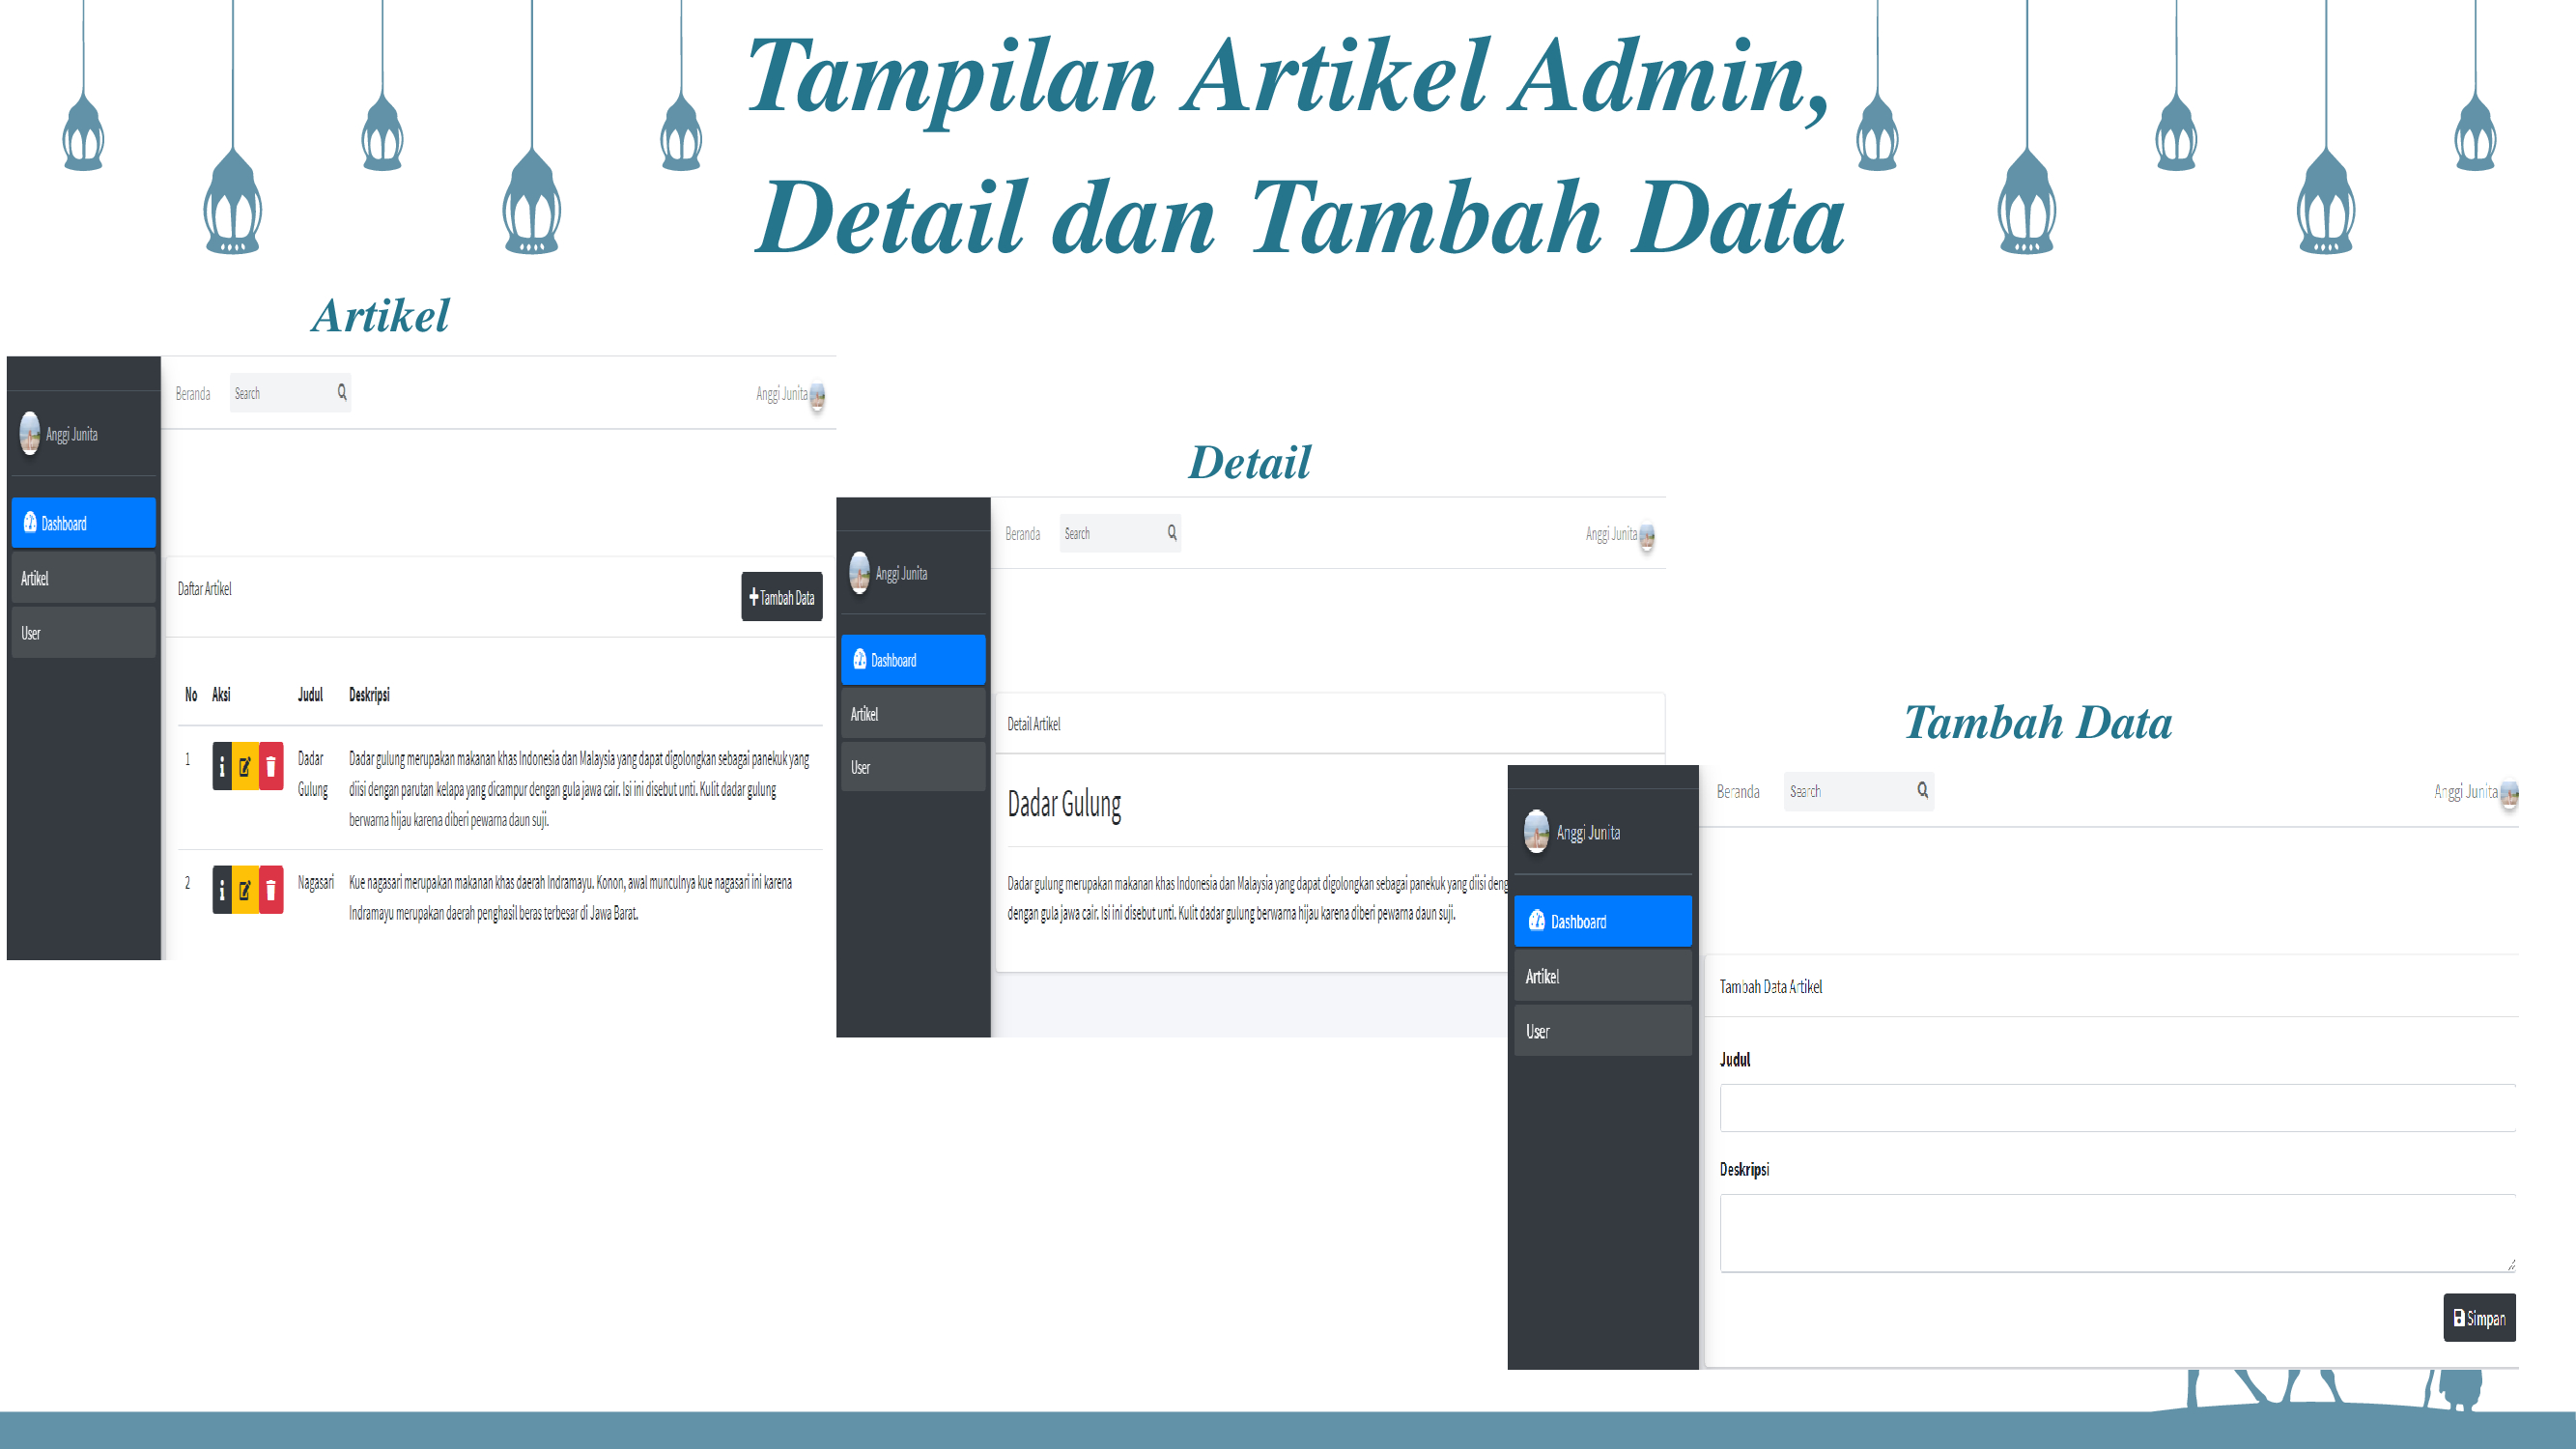 Tampilan Artikel Admin,
Detail dan Tambah Data
Artikel
Beranda
Search
Anggi Junita
Anggi Junita
Dashboard
Artikel
User
Daftar Artikel
Tambah Data
No Aksi Judul Deskripsi
1 Dadar Gulung
Dadar gulung merupakan makanan khas Indonesia dan Malaysia yang dapat digolongkan sebagai panekuk yang
diisi dengan parutan kelapa yang dicampur dengan gula jawa cair. Isi ini disebut unti. Kulit dadar gulung
berwarna hijau karena diberi pewarna daun suji.
2 Nagasari
Kue nagasari merupakan makanan khas daerah Indramayu. Konon, awal munculnya kue nagasari ini karena
Indramayu merupakan daerah penghasil beras terbesar di Jawa Barat.
Detail
Beranda
Search
Anggi Junita
Anggi Junita
Dashboard
Artikel
User
Detail Artikel
Dadar Gulung
Dadar gulung merupakan makanan khas Indonesia dan Malaysia yang dapat digolongkan sebagai panekuk yang diisi deng
dengan gula jawa cair. Isi ini disebut unti. Kulit dadar gulung berwarna hijau karena diberi pewarna daun suji.
Tambah Data
Beranda
Search
Anggi Junita
Anggi Junita
Dashboard
Artikel
User
Tambah Data Artikel
Judul
Deskripsi
Simpan